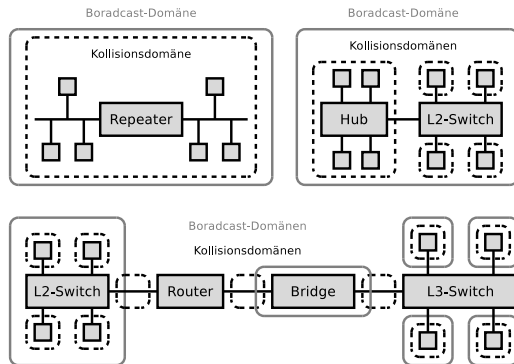 Boradcast-Domäne
Kollisionsdomäne
Repeater
Boradcast-Domäne
Kollisionsdomänen
Hub
L2-Switch
Boradcast-Domänen
Kollisionsdomänen
L2-Switch
Router
Bridge
L3-Switch